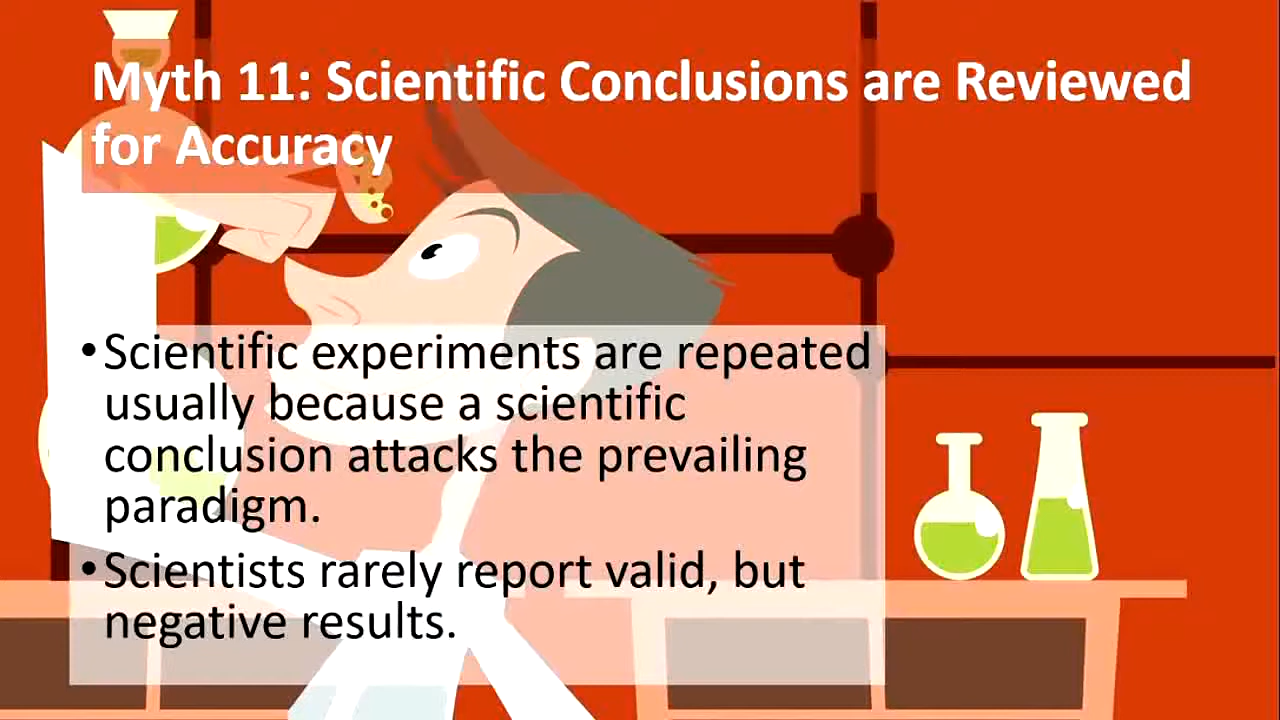 Myth 11: Scientific Conclusions are Reviewed
for Accuracy
•Scientific experiments are repeated
usually because a scientific
conclusion attacks the prevailing
paradigm.
•Scientists rarely report valid, but
negative results.